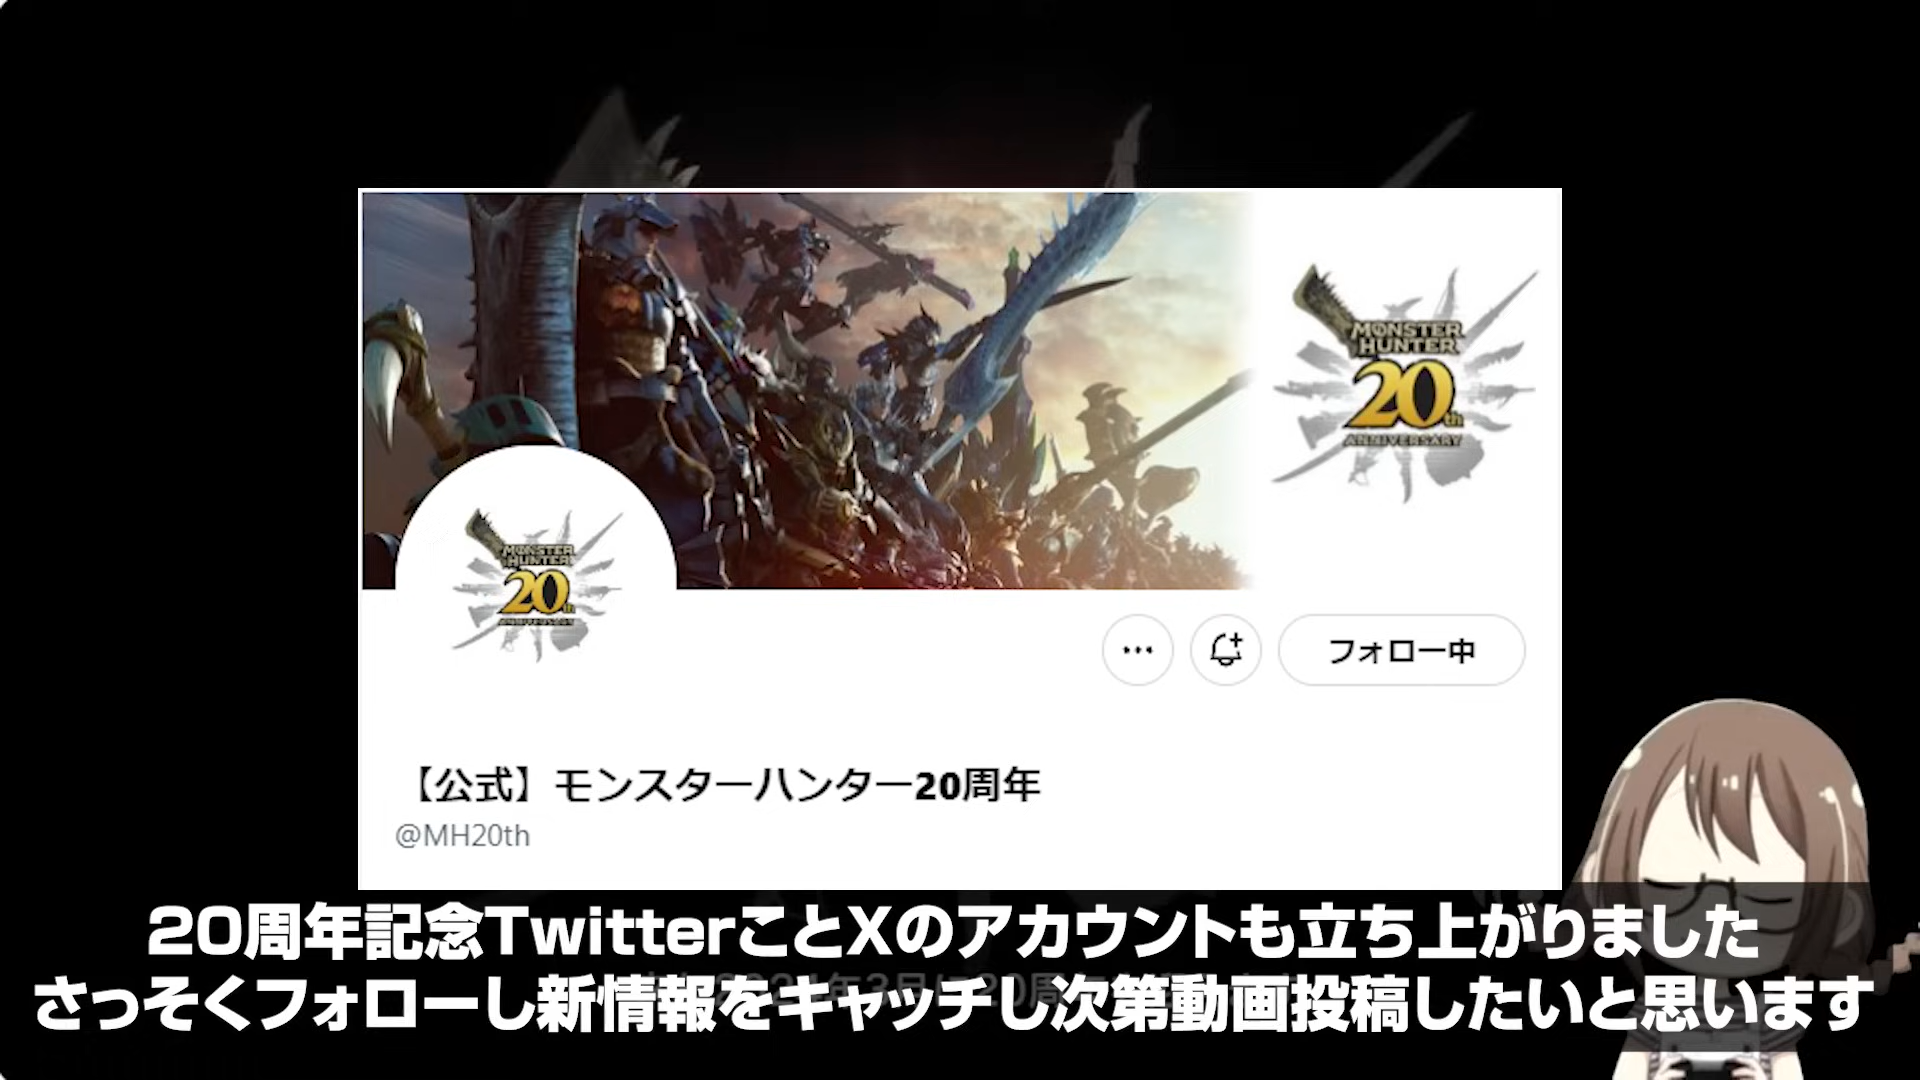 MONSTER
HUNTER
20th
ANNIVERSARY
MONSTER
HUNTER
20th
ANNIVERSARY
フォロー中
【公式】モンスターハンター20周年
@MH20th
20周年記念TwitterことXのアカウントも立ち上がりました
さっそくフォローし新情報をキャッチし次第動画投稿したいと思います